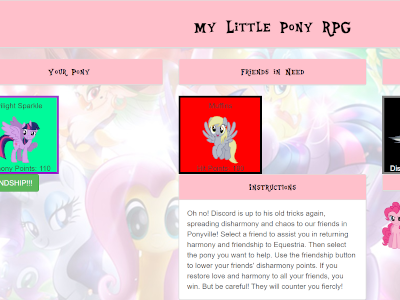 My Little Pony RPG
Your Pony
Friends in Need
light Sparkle
mony Points: 110
NDSHIP!!!
Dis
Instructions
Oh no! Discord is up to his old tricks again,
spreading disharmony and chaos to our friends in
Ponyville! Select a friend to assist you in returning
harmony and friendship to Equestria. Then select
the pony you want to help. Use the friendship button
to lower your friends' disharmony points. If you
restore love and harmony to all your friends, you
win. But be careful! They will counter you fiercly!